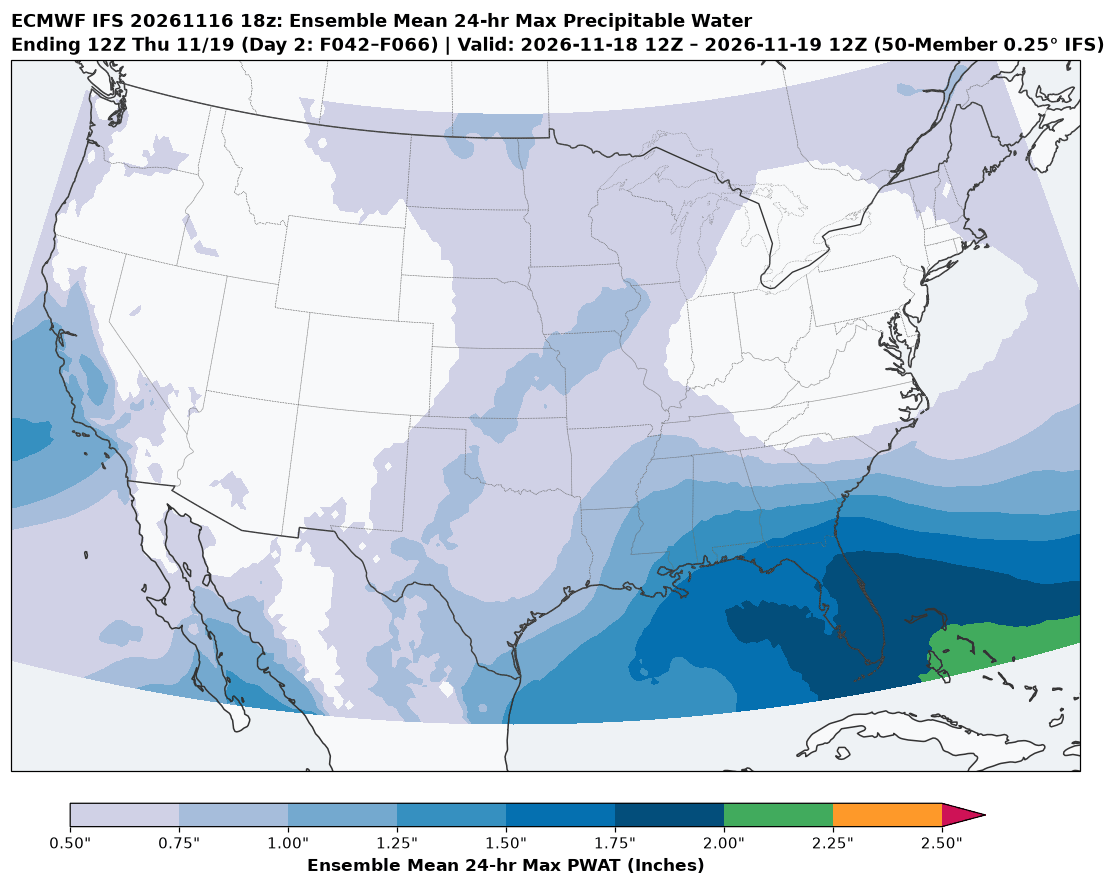 ECMWF IFS 20261116 18z: Ensemble Mean 24-hr Max Precipitable Water
Ending 12Z Thu 11/19 (Day 2: F042–F066) | Valid: 2026-11-18 12Z – 2026-11-19 12Z (50-Member 0.25° IFS)
0.50" 0.75" 1.00" 1.25" 1.50" 1.75" 2.00" 2.25" 2.50"
Ensemble Mean 24-hr Max PWAT (Inches)